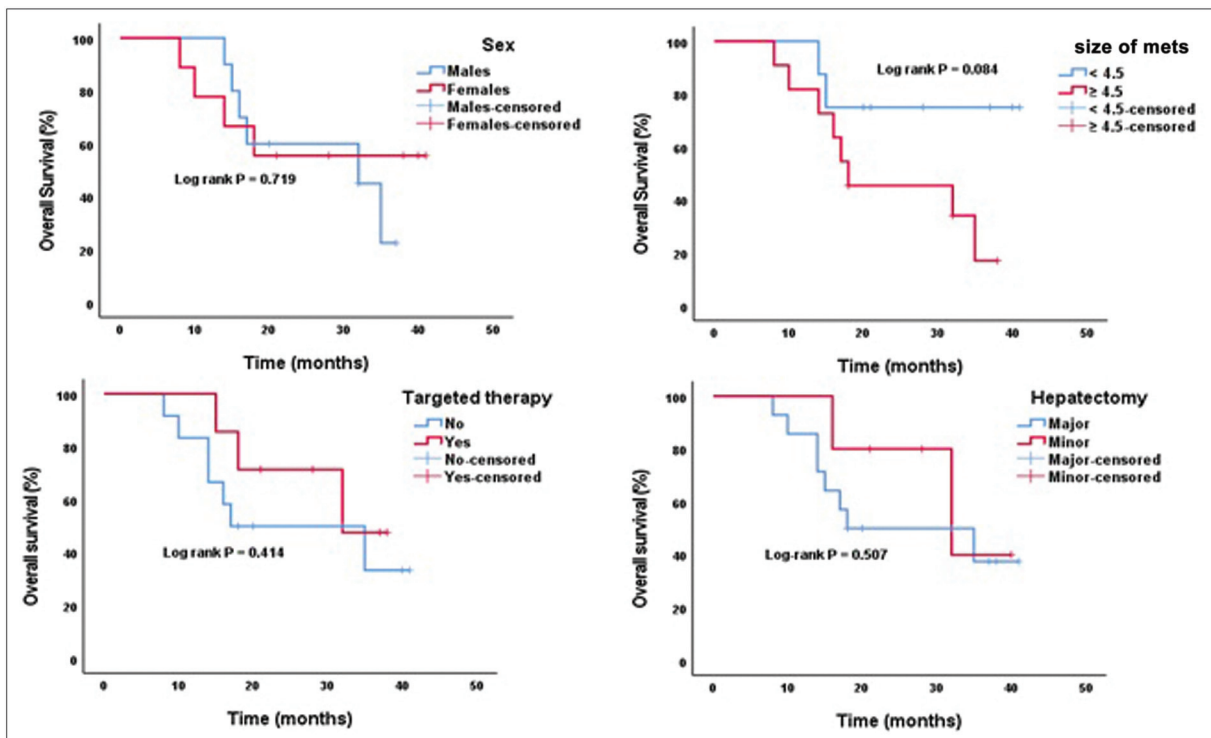 Sex
100
80
60
40
20
0
Overall Survival (%)
Males
Females
Males-censored
Females-censored
Log rank P = 0.719
0 10 20 30 40 50
Time (months)
size of mets
100
80
60
40
20
0
Overall Survival (%)
Log rank P = 0.084
< 4.5
≥ 4.5
< 4.5-censored
≥ 4.5-censored
0 10 20 30 40 50
Time (months)
Targeted therapy
100
80
60
40
20
0
Overall survival (%)
No
Yes
No-censored
Yes-censored
Log rank P = 0.414
0 10 20 30 40 50
Time (months)
Hepatectomy
100
80
60
40
20
0
Overall survival (%)
Major
Minor
Major-censored
Minor-censored
Log-rank P = 0.507
0 10 20 30 40 50
Time (months)